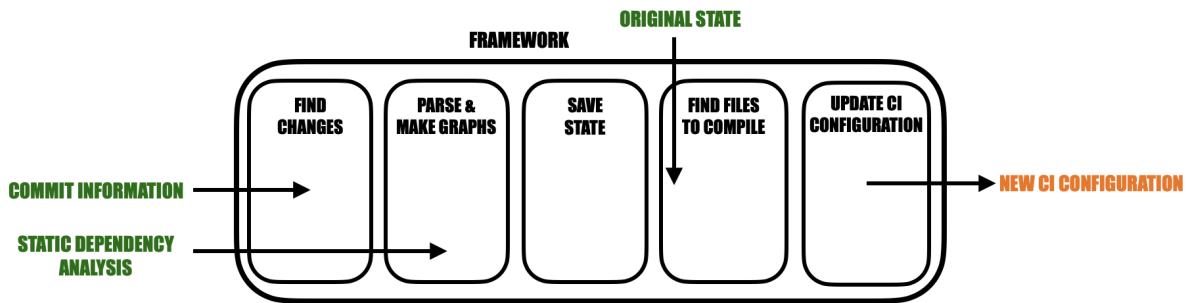 ORIGINAL STATE
FRAMEWORK
FIND
CHANGES
PARSE &
MAKE GRAPHS
SAVE
STATE
FIND FILES
TO COMPILE
UPDATE CI
CONFIGURATION
COMMIT INFORMATION
NEW CI CONFIGURATION
STATIC DEPENDENCY
ANALYSIS